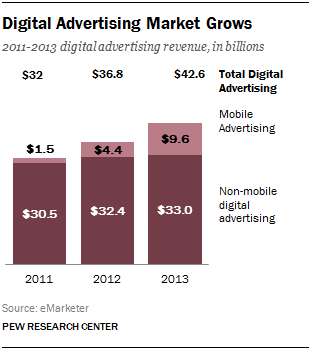 Digital Advertising Market Grows
2011-2013 digital advertising revenue, in billions
$32 $36.8 $42.6 Total Digital
Advertising
Mobile
Advertising
$1.5 $4.4 $9.6
Non-mobile
digital
advertising
$30.5 $32.4 $33.0
2011 2012 2013
Source: eMarketer
PEW RESEARCH CENTER